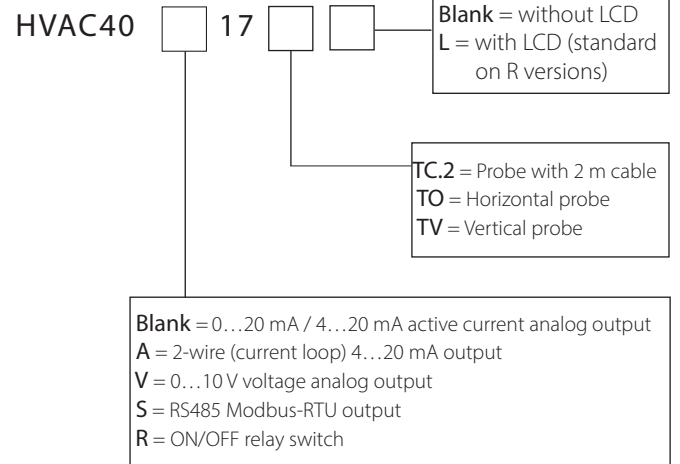 HVAC40 17
Blank = without LCD
L = with LCD (standard
on R versions)
TC.2 = Probe with 2 m cable
TO = Horizontal probe
TV = Vertical probe
Blank = 0…20 mA / 4…20 mA active current analog output
A = 2-wire (current loop) 4…20 mA output
V = 0…10 V voltage analog output
S = RS485 Modbus-RTU output
R = ON/OFF relay switch